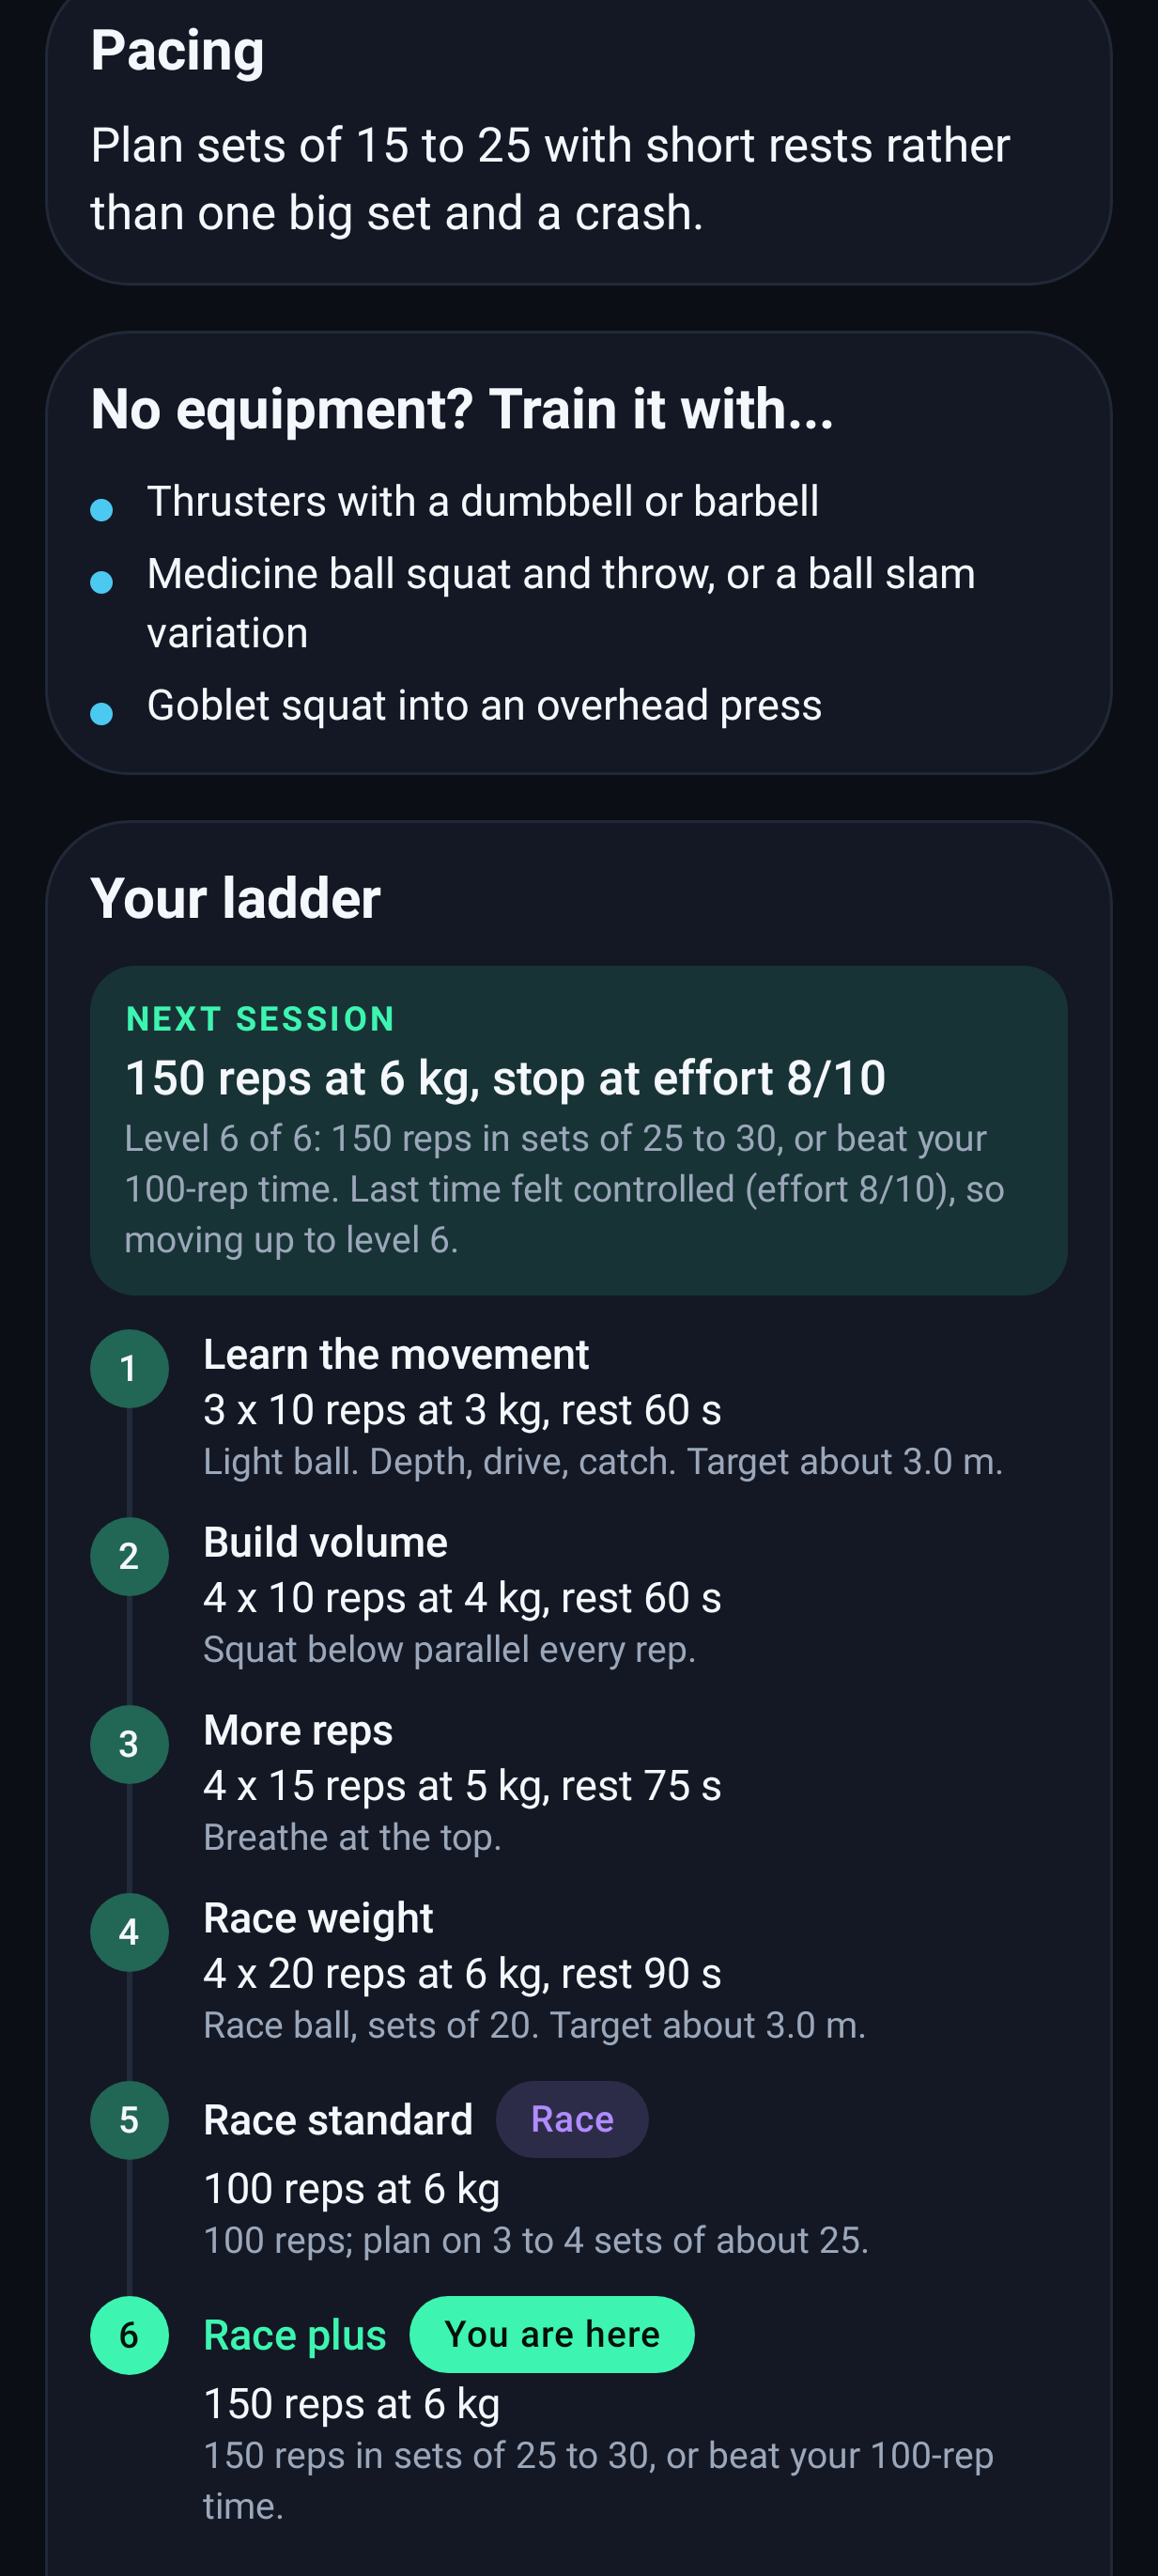 Pacing
Plan sets of 15 to 25 with short rests rather
than one big set and a crash.
No equipment? Train it with...
Thrusters with a dumbbell or barbell
Medicine ball squat and throw, or a ball slam
variation
Goblet squat into an overhead press
Your ladder
NEXT SESSION
150 reps at 6 kg, stop at effort 8/10
Level 6 of 6: 150 reps in sets of 25 to 30, or beat your
100-rep time. Last time felt controlled (effort 8/10), so
moving up to level 6.
1 Learn the movement
3 x 10 reps at 3 kg, rest 60 s
Light ball. Depth, drive, catch. Target about 3.0 m.
2 Build volume
4 x 10 reps at 4 kg, rest 60 s
Squat below parallel every rep.
3 More reps
4 x 15 reps at 5 kg, rest 75 s
Breathe at the top.
4 Race weight
4 x 20 reps at 6 kg, rest 90 s
Race ball, sets of 20. Target about 3.0 m.
5 Race standard Race
100 reps at 6 kg
100 reps; plan on 3 to 4 sets of about 25.
6 Race plus You are here
150 reps at 6 kg
150 reps in sets of 25 to 30, or beat your 100-rep
time.